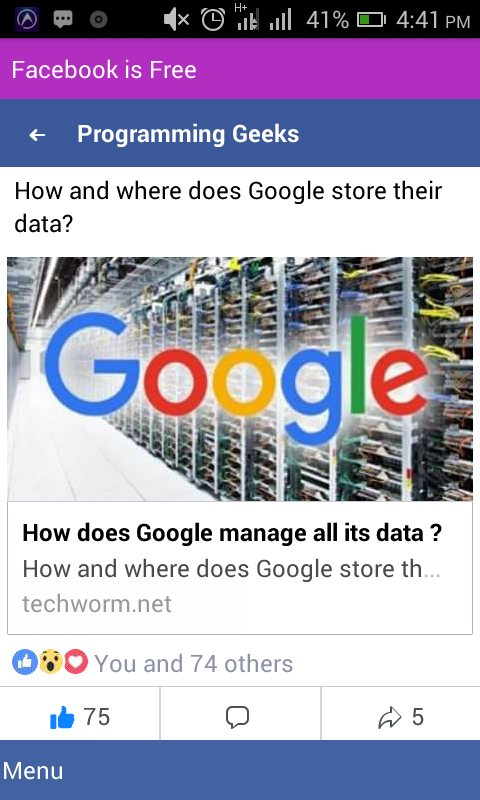 H+ 41% 4:41 PM
Facebook is Free
Programming Geeks
How and where does Google store their
data?
Google
How does Google manage all its data ?
How and where does Google store th...
techworm.net
You and 74 others
75 5
Menu